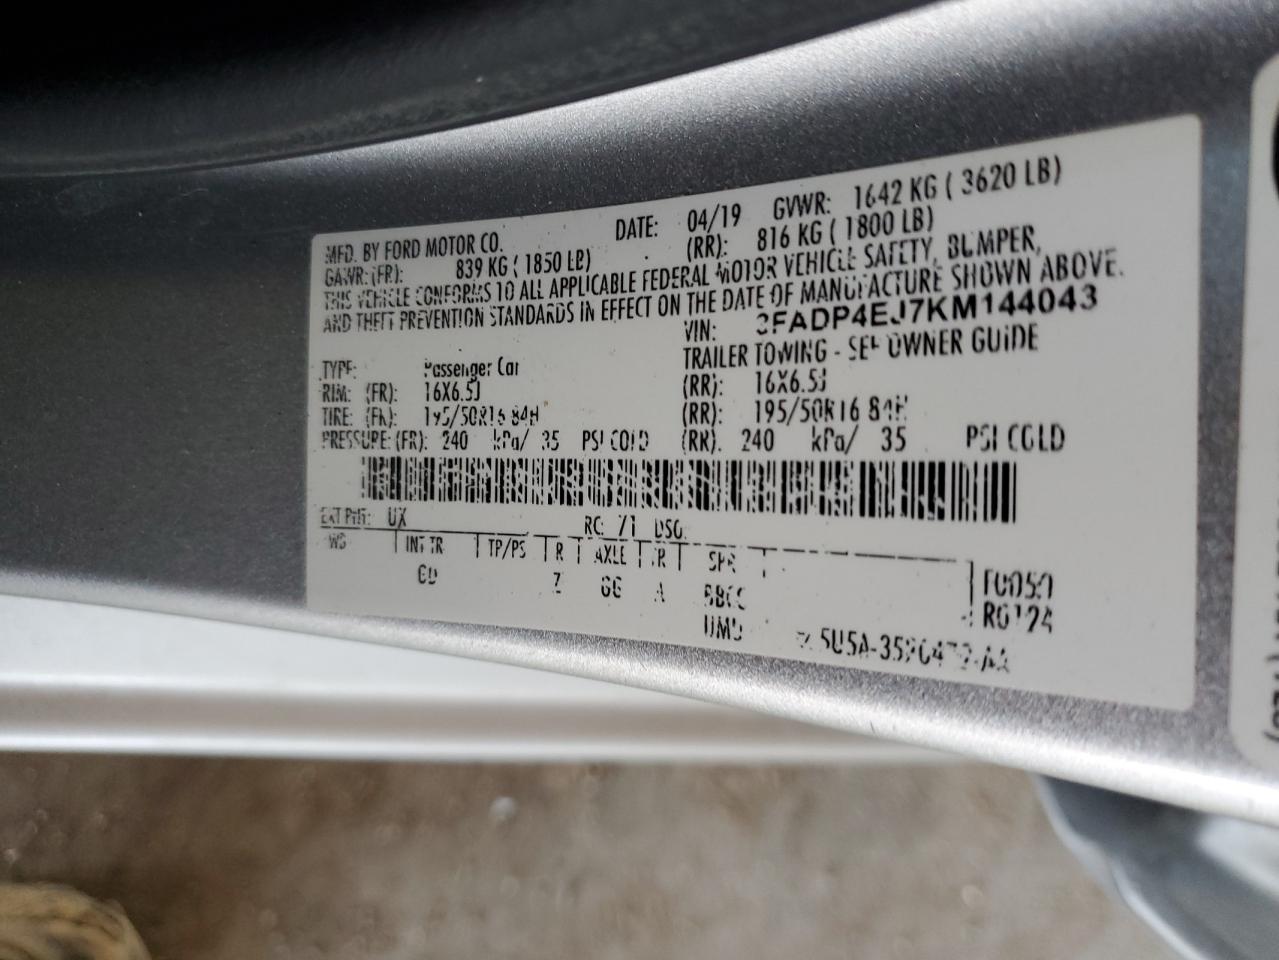 MFD. BY FORD MOTOR CO. DATE: 04/19 GVWR: 1642 KG ( 3620 LB)
GAWR: (FR): 839 KG ( 1850 LB) (RR): 816 KG ( 1800 LB)
THIS VEHICLE CONFORMS TO ALL APPLICABLE FEDERAL MOTOR VEHICLE SAFETY, BUMPER,
AND THEFT PREVENTION STANDARDS IN EFFECT ON THE DATE OF MANUFACTURE SHOWN ABOVE.
VIN: 3FADP4EJ7KM144043
TYPE: Passenger Car TRAILER TOWING - SEE OWNER GUIDE
RIM: (FR): 16X6.5J (RR): 16X6.5J
TIRE: (FR): 195/50R16 84H (RR): 195/50R16 84H
PRESSURE: (FR): 240 kPa/ 35 PSI COLD (RR): 240 kPa/ 35 PSI COLD
EXT PNT: UX RC: 71 DSO:
WB INT TR TP/PS R AXLE TR SPR
Z GG A
F0050
R0124